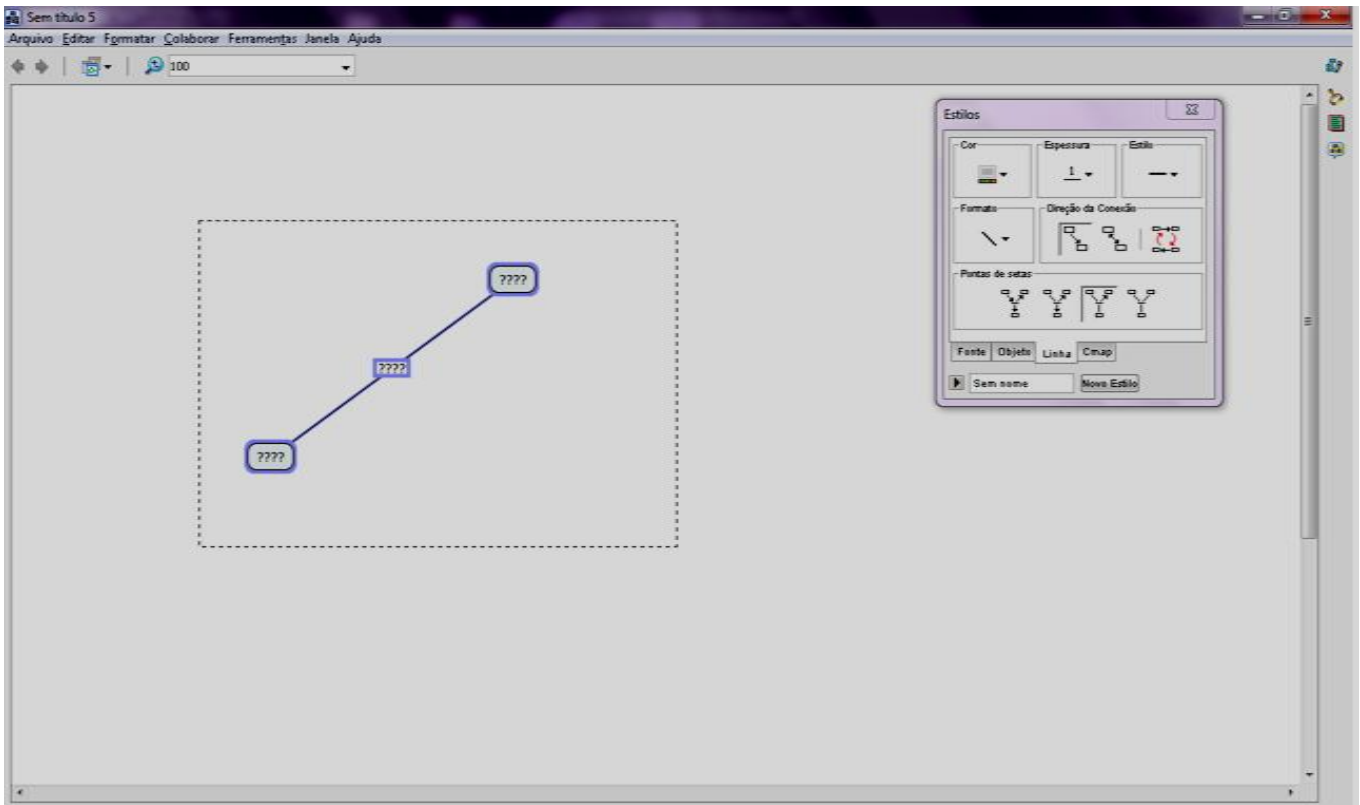 Sem título 5
Arquivo Editar Formatar Colaborar Ferramentas Janela Ajuda
100
Estilos
Cor Espessura Estilo
1
Formato Direção da Conexão
Pontas de setas
Fonte Objeto Linha Cmap
Sem nome Novo Estilo
????
????
????